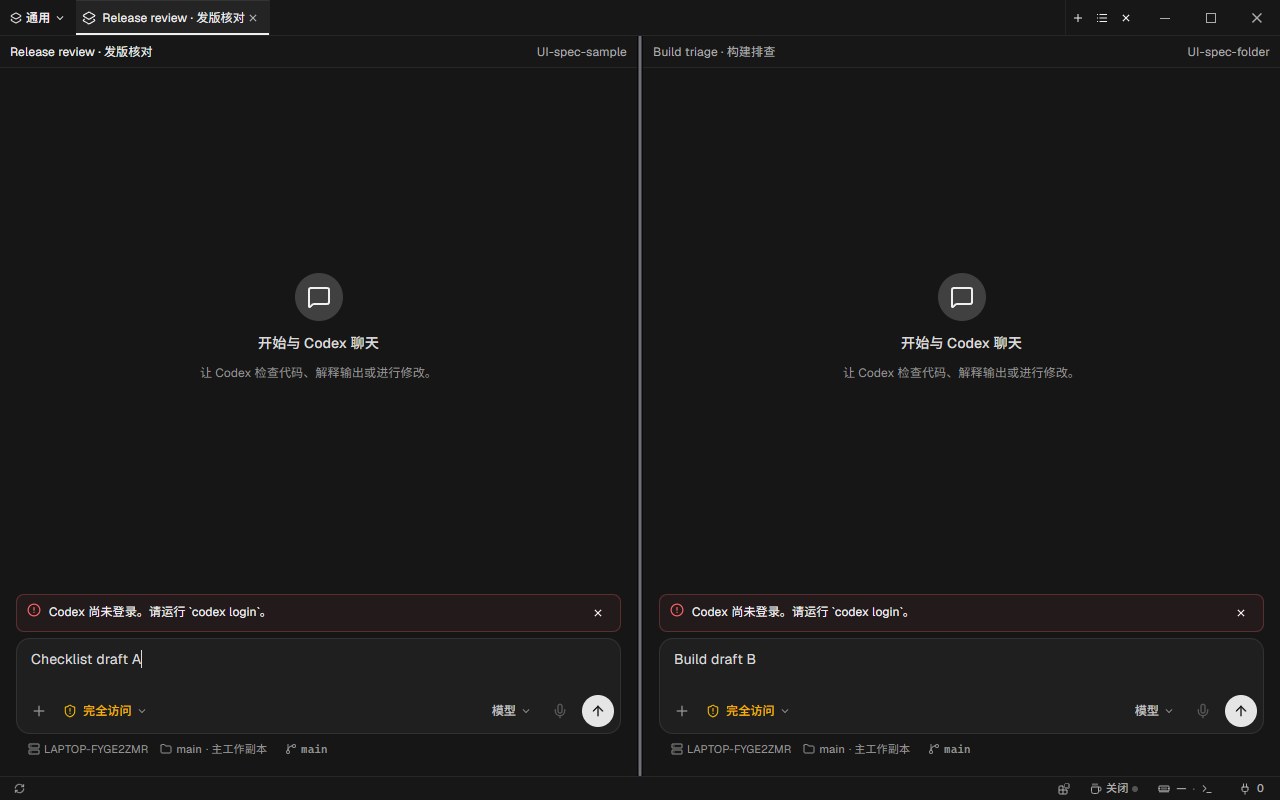 通用 Release review · 发版核对
Release review · 发版核对 UI-spec-sample
Build triage · 构建排查 UI-spec-folder
开始与 Codex 聊天
让 Codex 检查代码、解释输出或进行修改。
开始与 Codex 聊天
让 Codex 检查代码、解释输出或进行修改。
Codex 尚未登录。请运行 `codex login`。
Checklist draft A
完全访问 模型
LAPTOP-FYGE2ZMR main · 主工作副本 main
Codex 尚未登录。请运行 `codex login`。
Build draft B
完全访问 模型
LAPTOP-FYGE2ZMR main · 主工作副本 main
关闭 — · 0